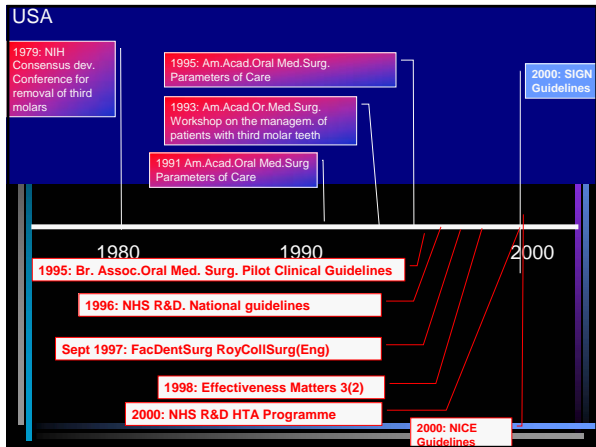 USA
1979: NIH
Consensus dev.
Conference for
removal of third
molars
1995: Am.Acad.Oral Med.Surg.
Parameters of Care
2000: SIGN
Guidelines
1993: Am.Acad.Or.Med.Surg.
Workshop on the managem. of
patients with third molar teeth
1991 Am.Acad.Oral Med.Surg
Parameters of Care
1980
1990
2000
1995: Br. Assoc.Oral Med. Surg. Pilot Clinical Guidelines
1996: NHS R&D. National guidelines
Sept 1997: FacDentSurg RoyCollSurg(Eng)
1998: Effectiveness Matters 3(2)
2000: NHS R&D HTA Programme
2000: NICE
Guidelines